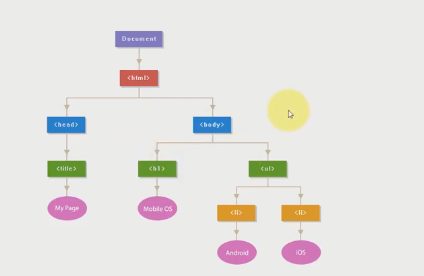 Document
<html>
<head>
<body>
<title>
<h1>
<ul>
My Page
Mobile OS
<li>
<li>
Android
iOS